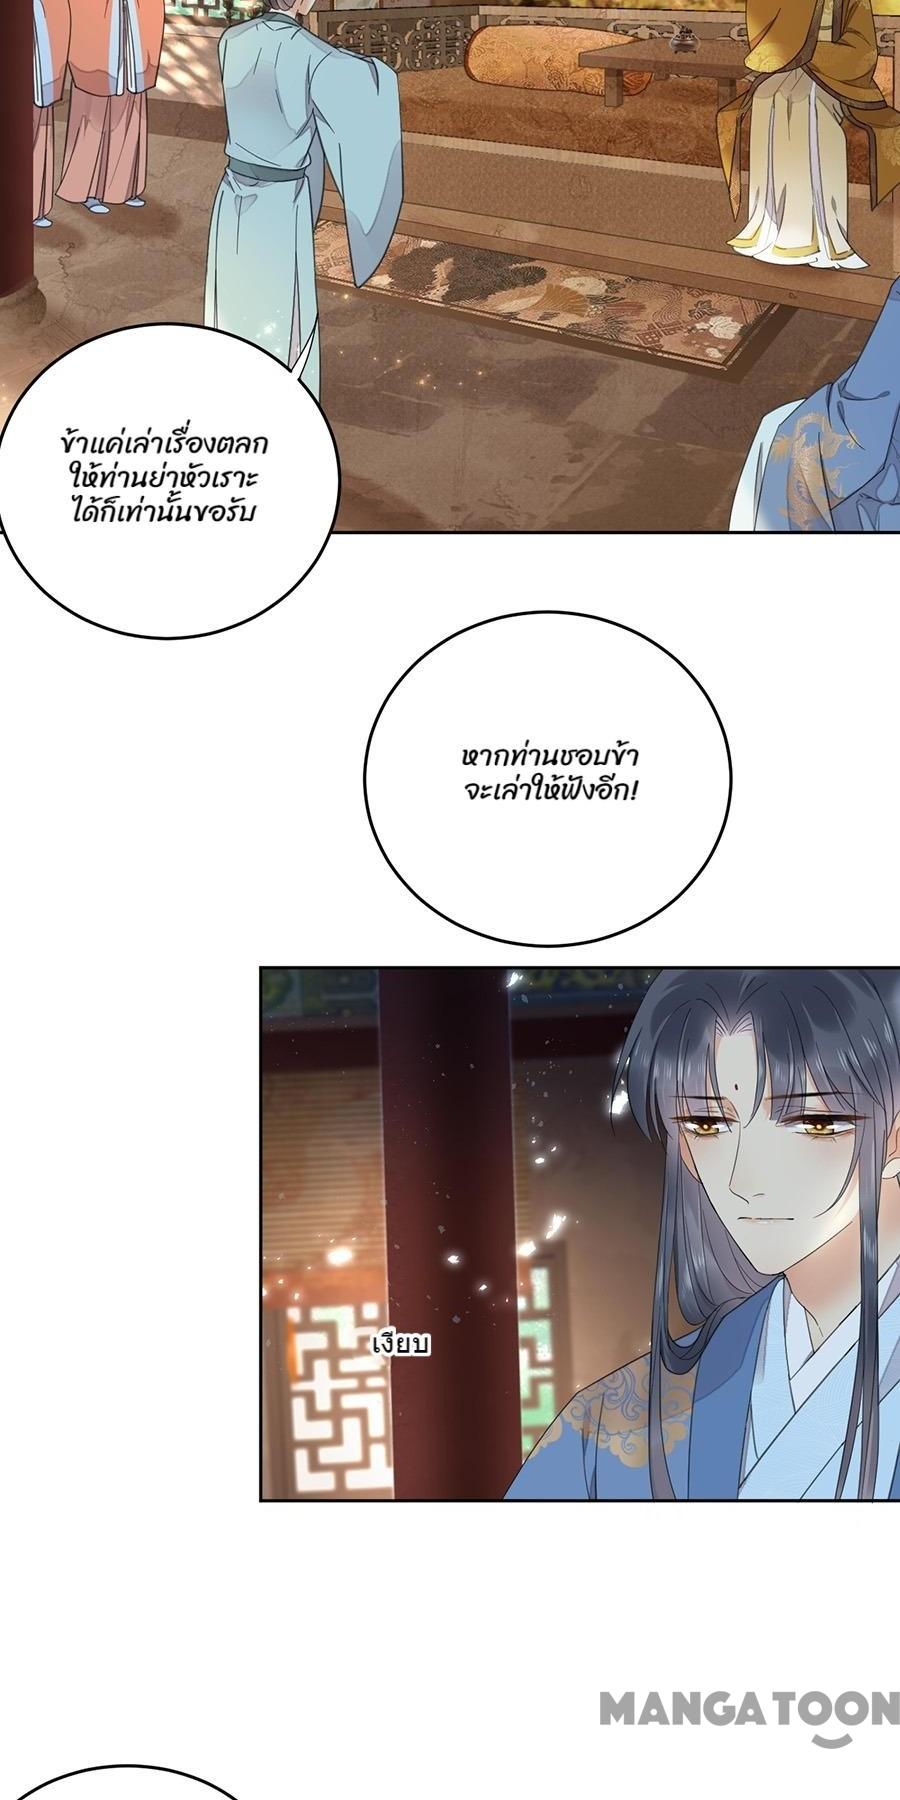 ข้าแค่เล่าเรื่องตลก
ให้ท่านย่าหัวเราะ
ได้ก็เท่านั้นขอรับ
หากท่านชอบข้า
จะเล่าให้ฟังอีก!
เงียบ
MANGATOON